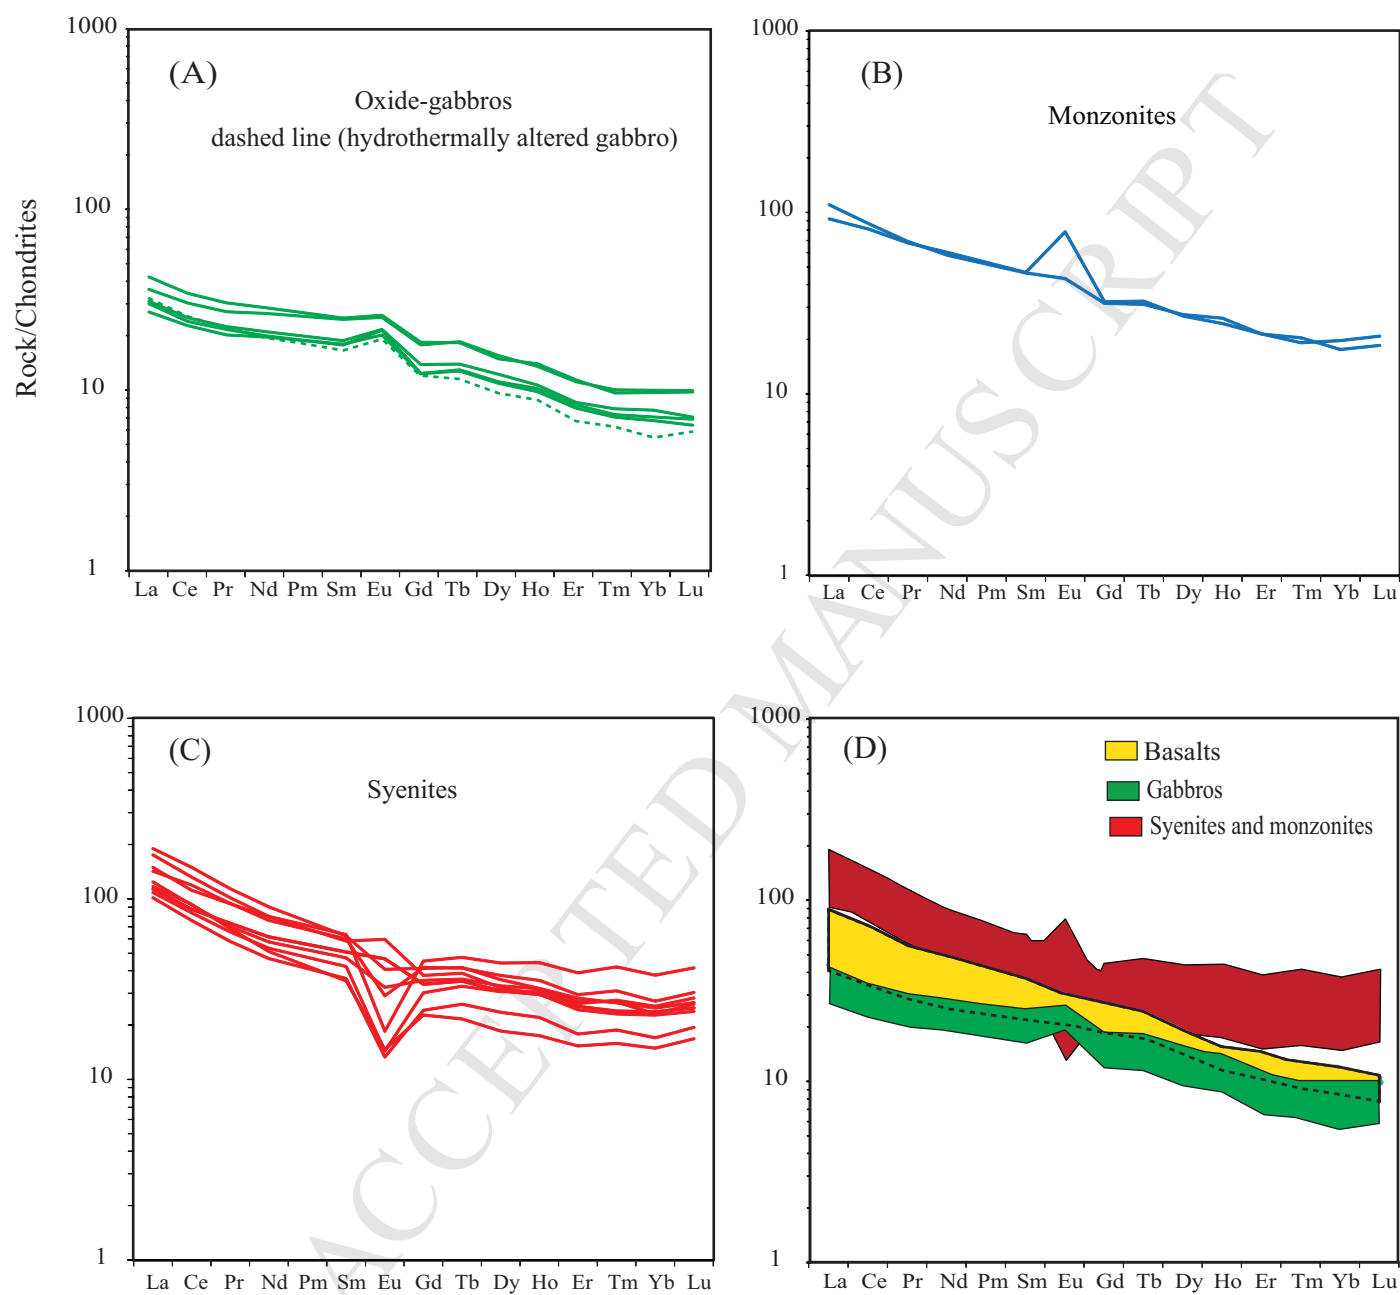 1000
100
10
1
Rock/Chondrites
(A)
Oxide-gabbros
dashed line (hydrothermally altered gabbro)
La Ce Pr Nd Pm Sm Eu Gd Tb Dy Ho Er Tm Yb Lu
1000
100
10
1
(B)
Monzonites
La Ce Pr Nd Pm Sm Eu Gd Tb Dy Ho Er Tm Yb Lu
1000
100
10
1
(C)
Syenites
La Ce Pr Nd Pm Sm Eu Gd Tb Dy Ho Er Tm Yb Lu
1000
100
10
1
(D)
Basalts
Gabbros
Syenites and monzonites
La Ce Pr Nd Pm Sm Eu Gd Tb Dy Ho Er Tm Yb Lu
ACCEPTED MANUSCRIPT